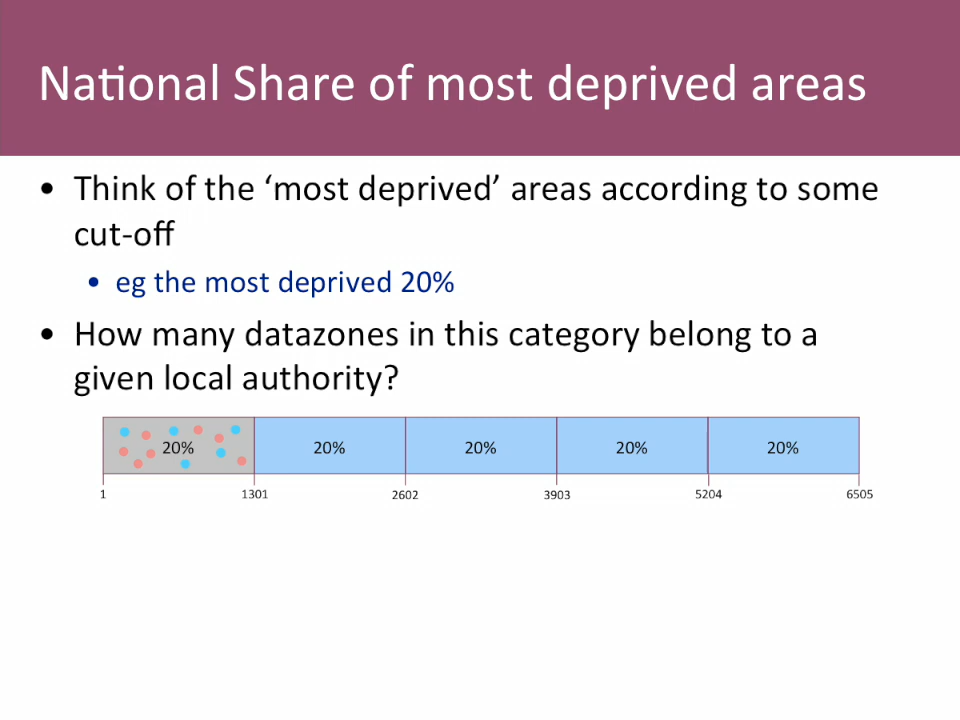 National Share of most deprived areas
• Think of the ‘most deprived’ areas according to some
cut-off
• eg the most deprived 20%
• How many datazones in this category belong to a
given local authority?
20% 20% 20% 20% 20%
1 1301 2602 3903 5204 6505